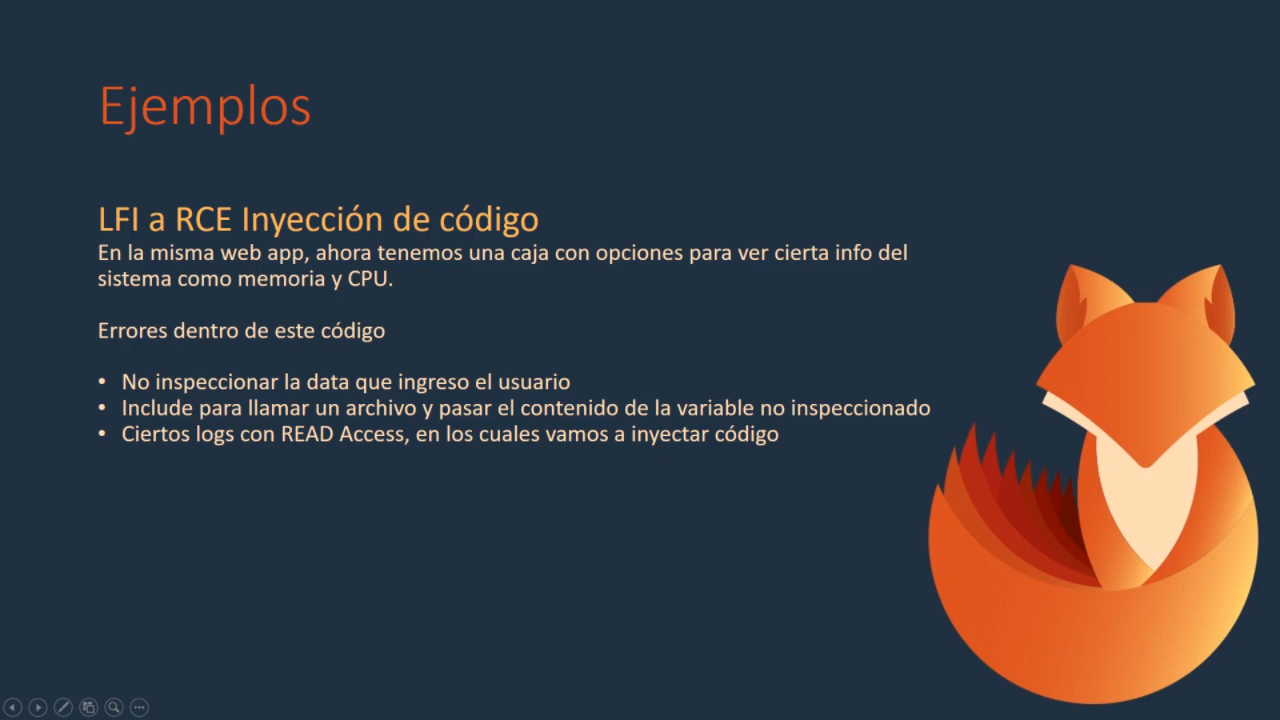 Ejemplos
LFI a RCE Inyección de código
En la misma web app, ahora tenemos una caja con opciones para ver cierta info del
sistema como memoria y CPU.
Errores dentro de este código
• No inspeccionar la data que ingreso el usuario
• Include para llamar un archivo y pasar el contenido de la variable no inspeccionado
• Ciertos logs con READ Access, en los cuales vamos a inyectar código